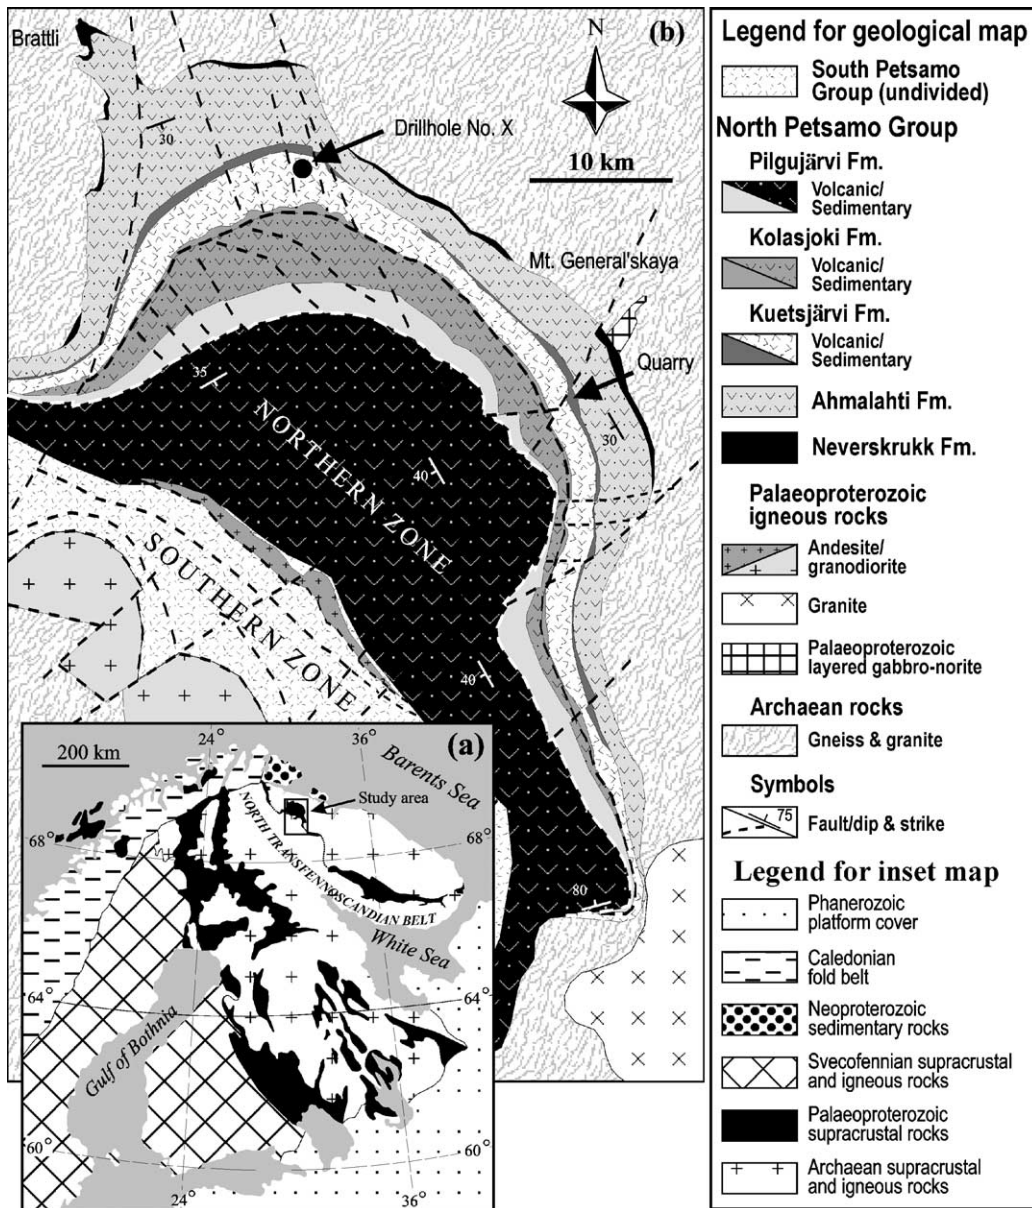 Brattli
(b)
N
30
Drillhole No. X
10 km
Mt. General'skaya
Quarry
35
30
NORTHERN ZONE
40
SOUTHERN ZONE
40
80
(a)
200 km
24°
36°
Barents Sea
Study area
68°
68°
NORTH TRANSFENNOSCANDIAN BELT
White Sea
64°
64°
Gulf of Bothnia
60°
60°
24°
36°
Legend for geological map
South Petsamo
Group (undivided)
North Petsamo Group
Pilgujärvi Fm.
Volcanic/
Sedimentary
Kolasjoki Fm.
Volcanic/
Sedimentary
Kuetsjärvi Fm.
Volcanic/
Sedimentary
Ahmalahti Fm.
Neverskrukk Fm.
Palaeoproterozoic
igneous rocks
Andesite/
granodiorite
Granite
Palaeoproterozoic
layered gabbro-norite
Archaean rocks
Gneiss & granite
Symbols
75
Fault/dip & strike
Legend for inset map
Phanerozoic
platform cover
Caledonian
fold belt
Neoproterozoic
sedimentary rocks
Svecofennian supracrustal
and igneous rocks
Palaeoproterozoic
supracrustal rocks
Archaean supracrustal
and igneous rocks